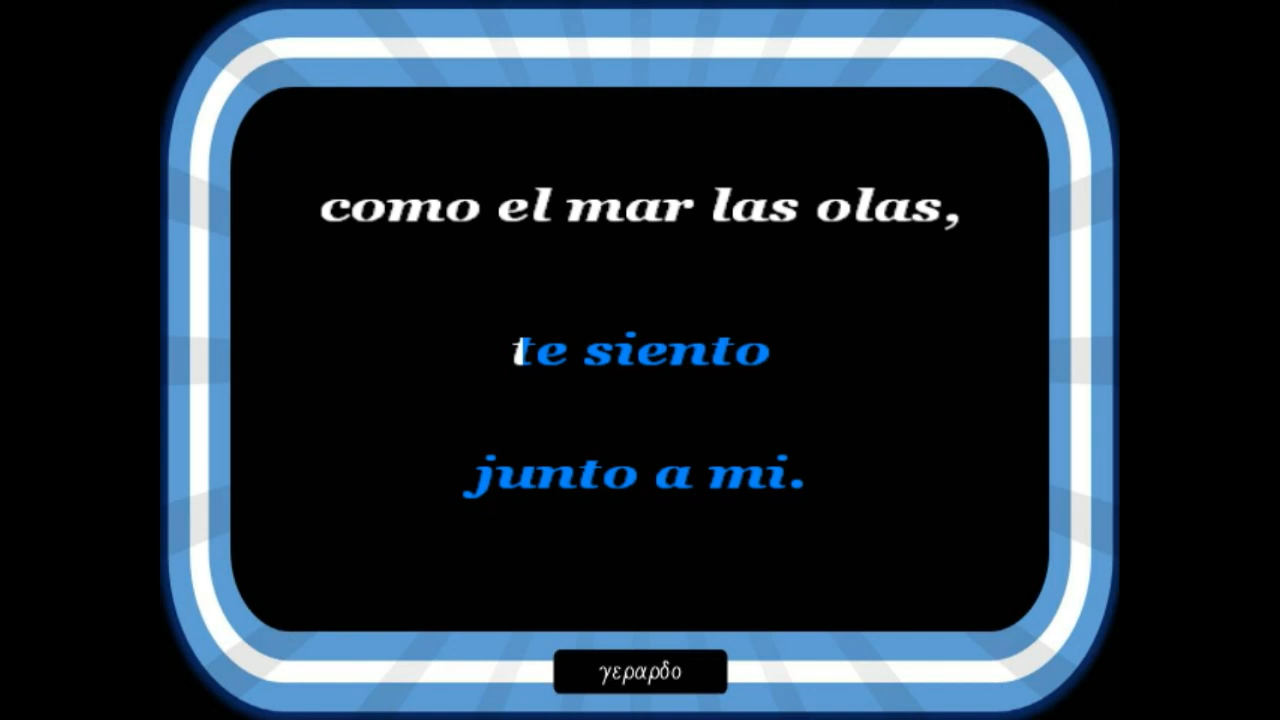 como el mar las olas,
te siento
junto a mi.
γεραρδο